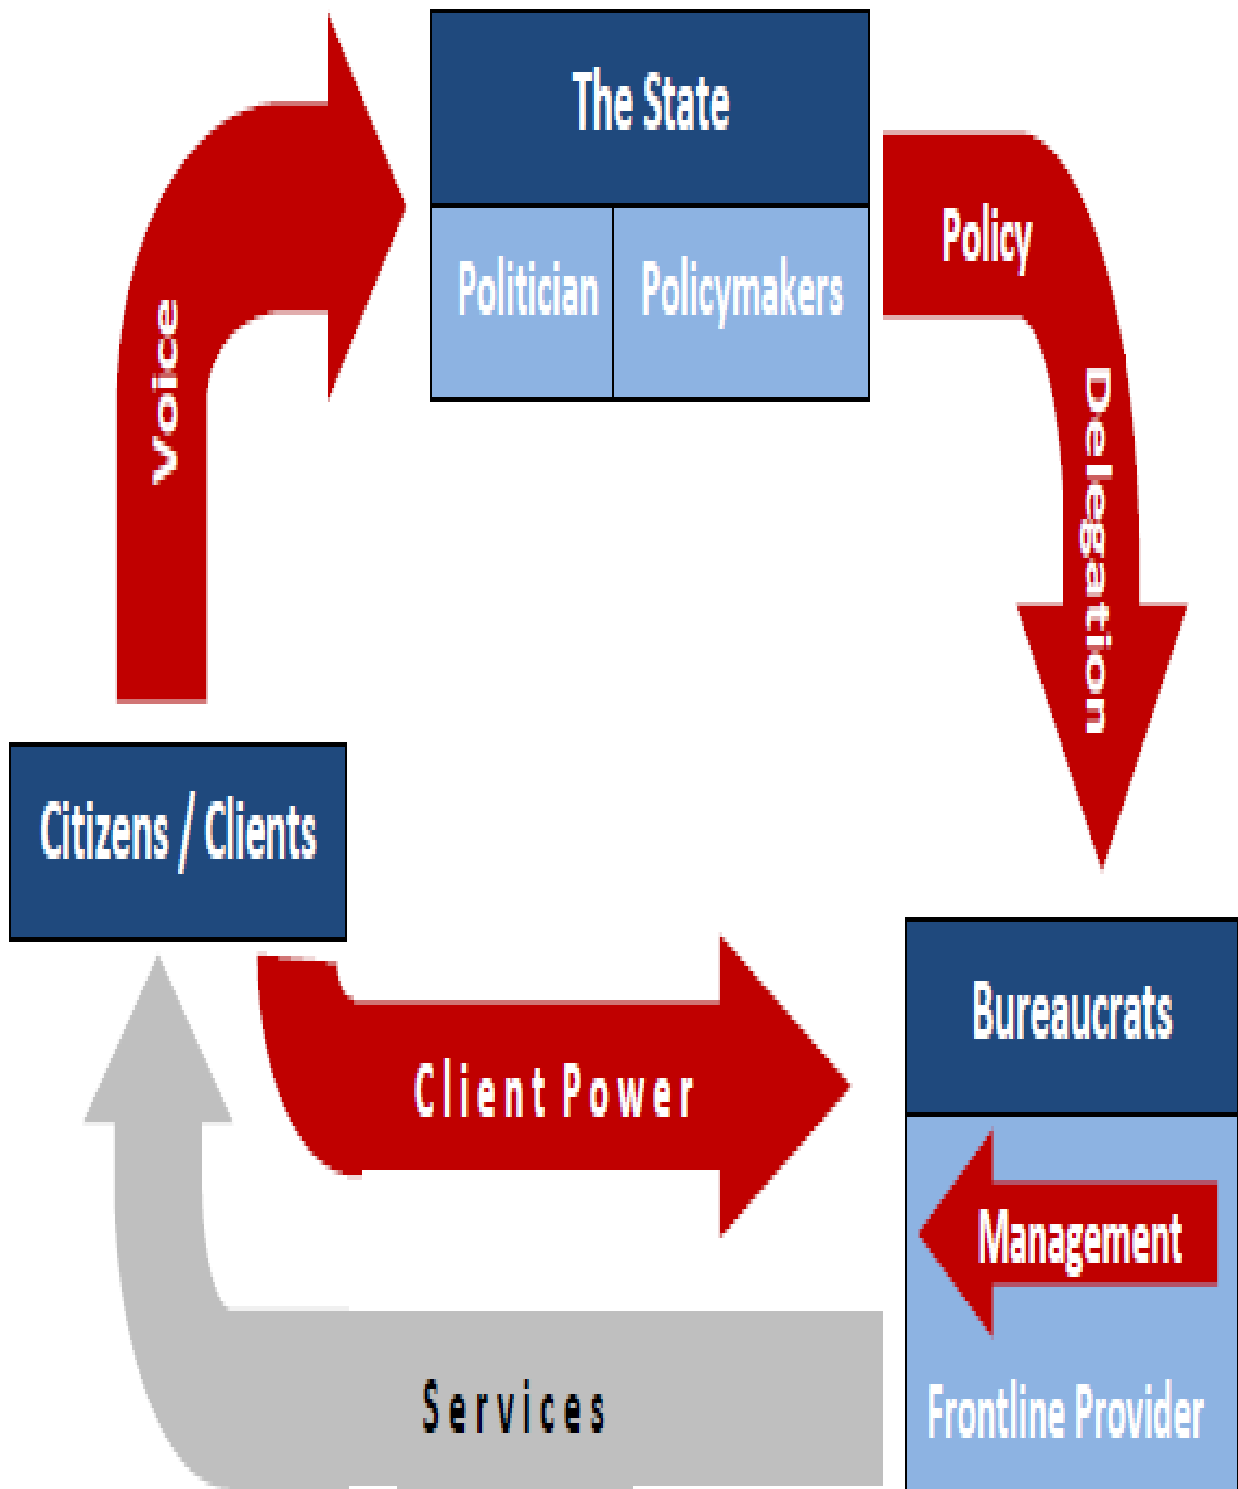 The State
Politician
Policymakers
Policy
Delegation
Voice
Citizens / Clients
Client Power
Bureaucrats
Management
Frontline Provider
Services